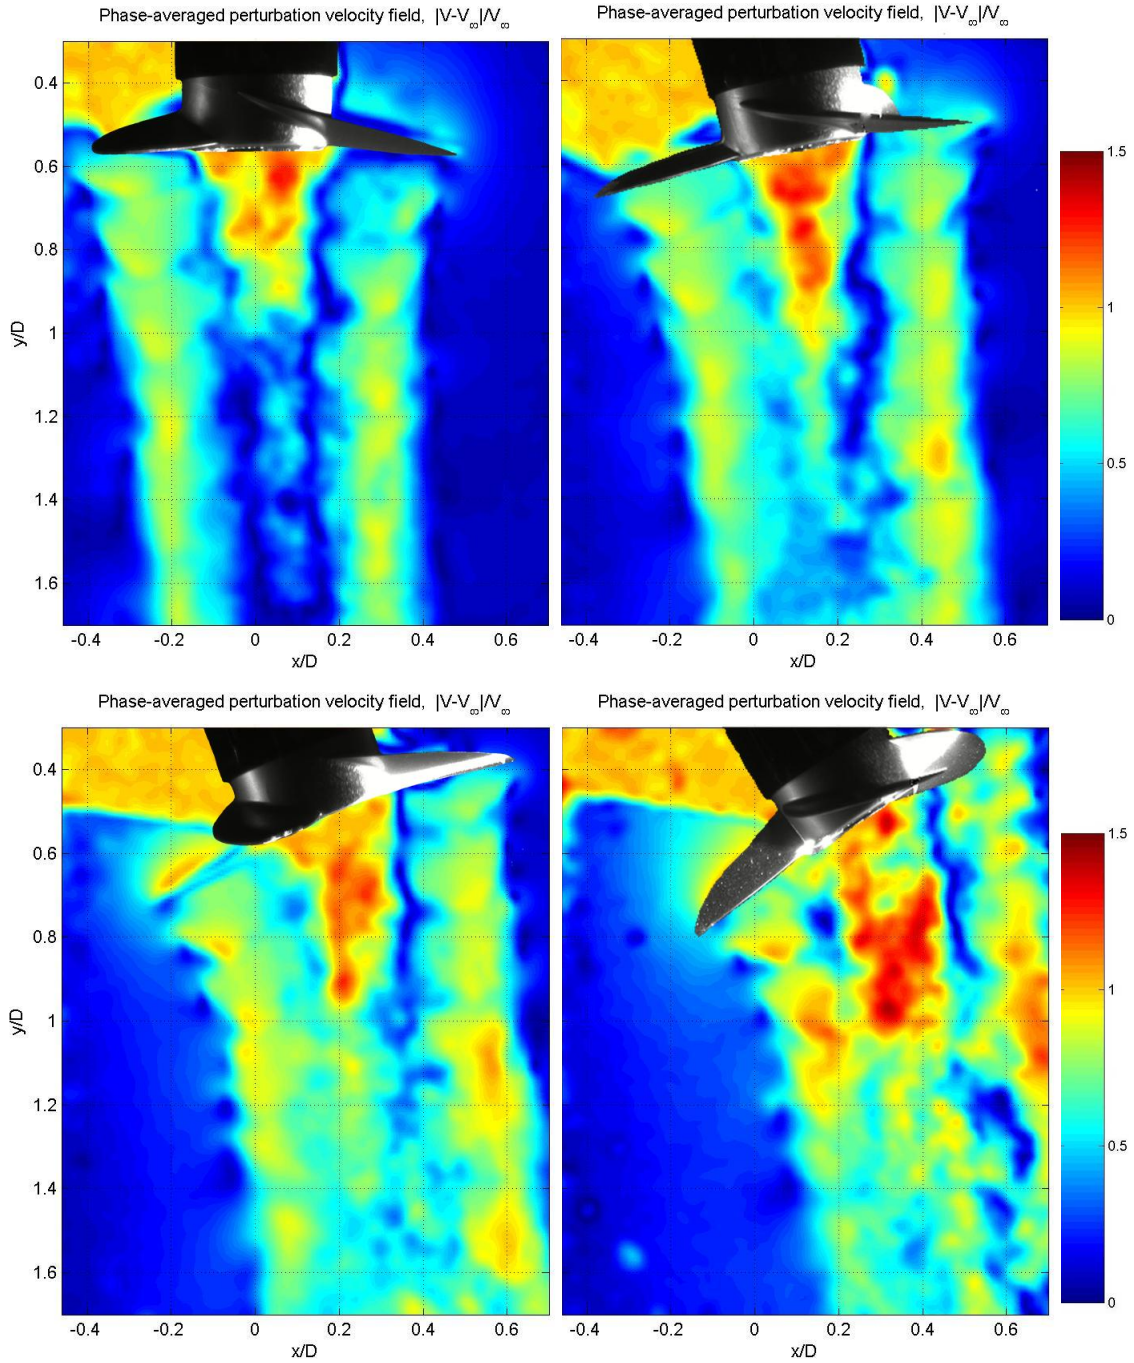 Phase-averaged perturbation velocity field, |V-V∞|/V∞
Phase-averaged perturbation velocity field, |V-V∞|/V∞
0.4
0.6
0.8
1
1.2
1.4
1.6
y/D
-0.4 -0.2 0 0.2 0.4 0.6
x/D
-0.4 -0.2 0 0.2 0.4 0.6
x/D
1.5
1
0.5
0
Phase-averaged perturbation velocity field, |V-V∞|/V∞
Phase-averaged perturbation velocity field, |V-V∞|/V∞
0.4
0.6
0.8
1
1.2
1.4
1.6
y/D
-0.4 -0.2 0 0.2 0.4 0.6
x/D
-0.4 -0.2 0 0.2 0.4 0.6
x/D
1.5
1
0.5
0